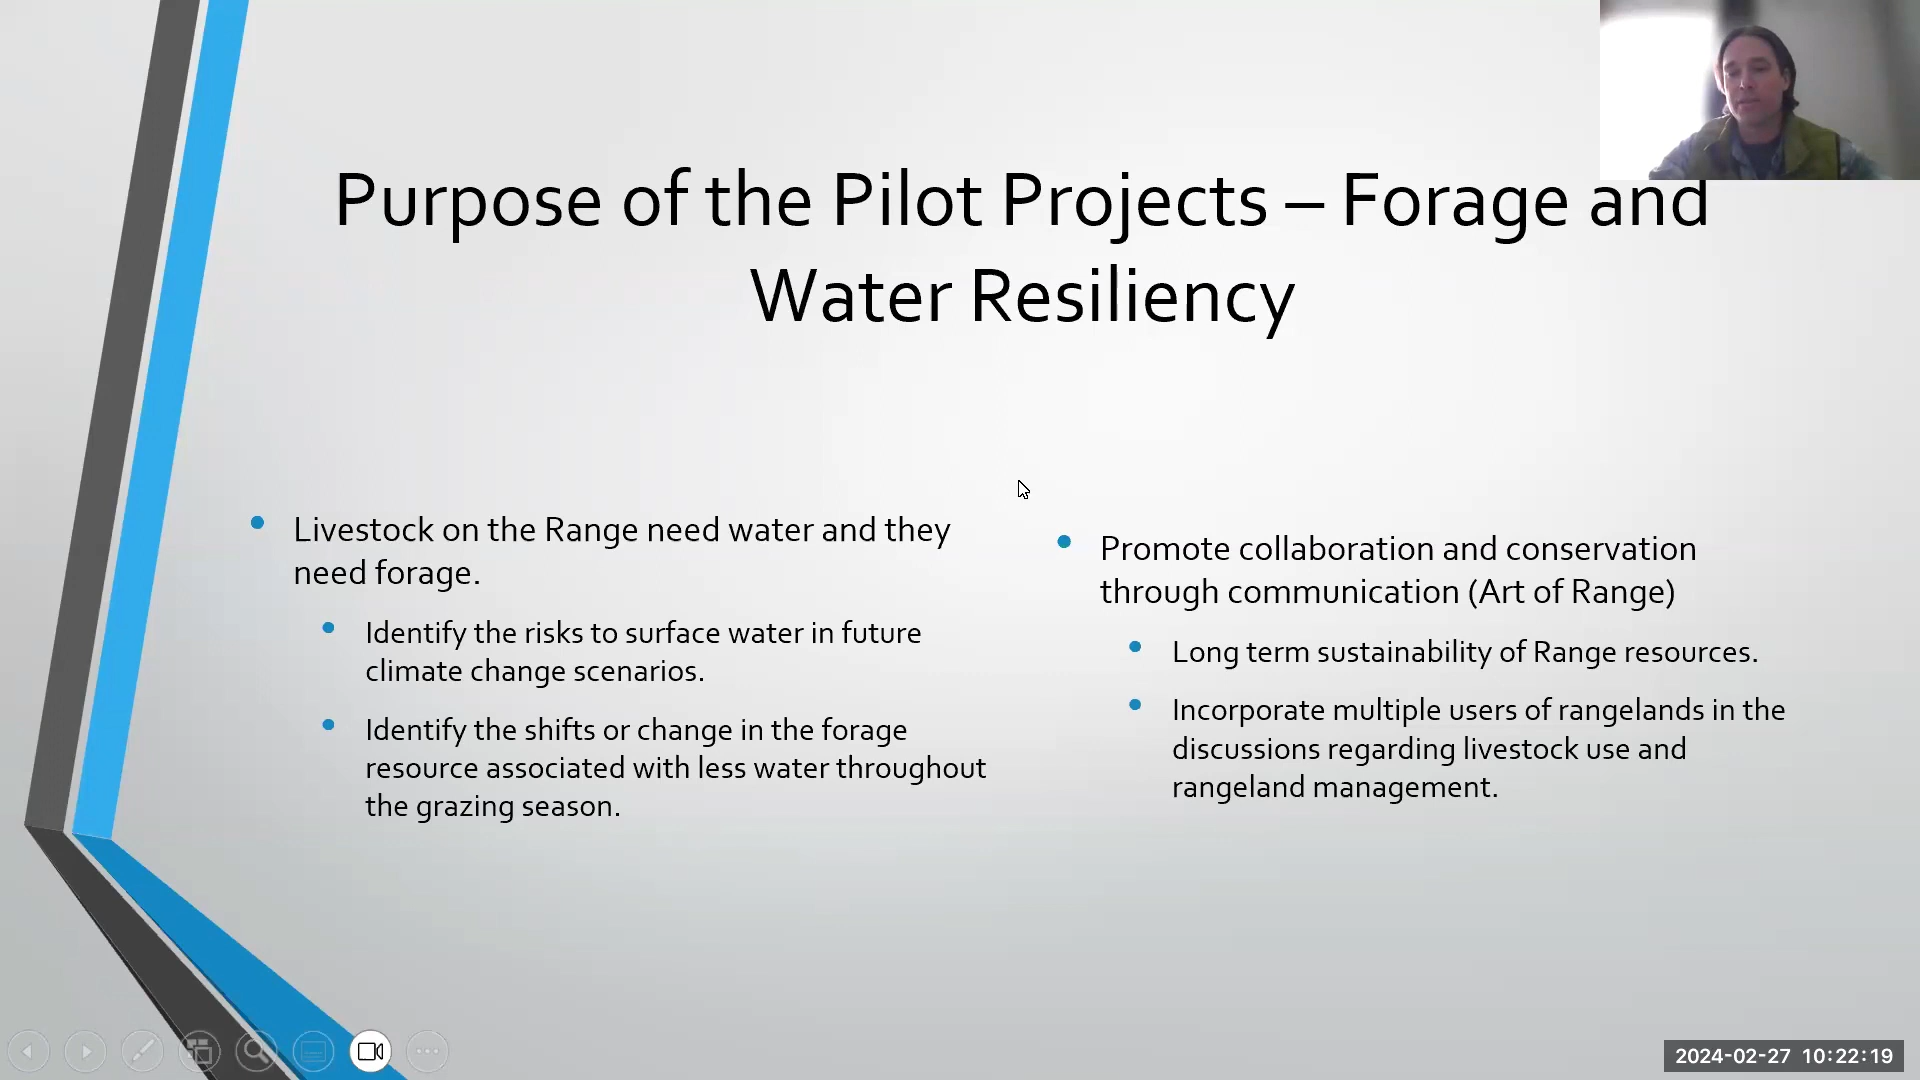 Purpose of the Pilot Projects – Forage and
Water Resiliency
Livestock on the Range need water and they
need forage.
Identify the risks to surface water in future
climate change scenarios.
Identify the shifts or change in the forage
resource associated with less water throughout
the grazing season.
Promote collaboration and conservation
through communication (Art of Range)
Long term sustainability of Range resources.
Incorporate multiple users of rangelands in the
discussions regarding livestock use and
rangeland management.
2024-02-27 10:22:19